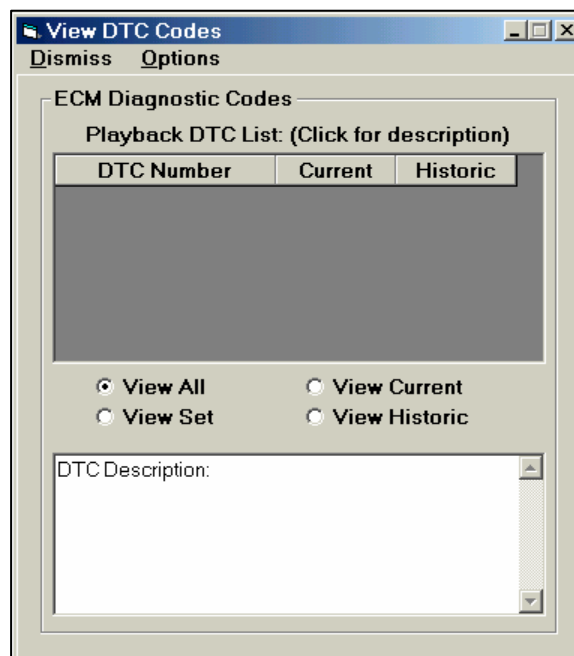 View DTC Codes
Dismiss Options
ECM Diagnostic Codes
Playback DTC List: (Click for description)
DTC Number Current Historic
View All View Current
View Set View Historic
DTC Description: